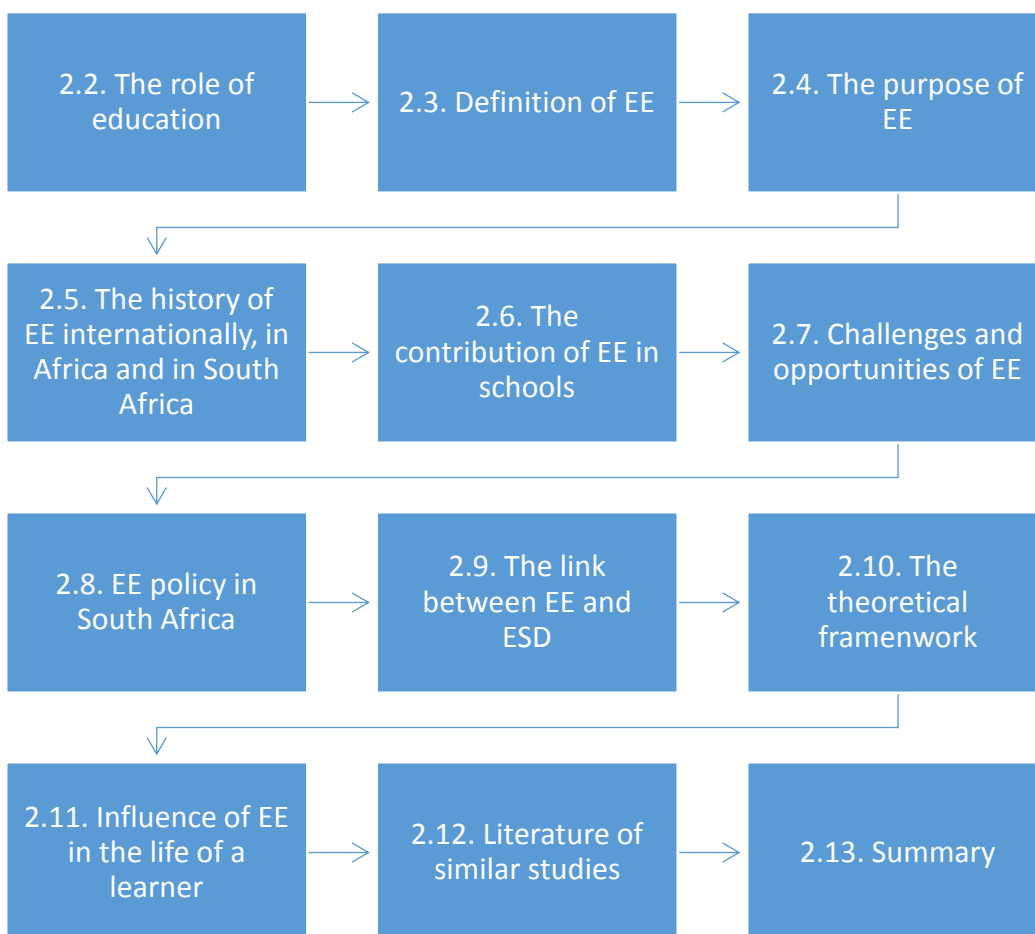 2.2. The role of
education
2.3. Definition of EE
2.4. The purpose of
EE
2.5. The history of
EE internationally, in
Africa and in South
Africa
2.6. The
contribution of EE in
schools
2.7. Challenges and
opportunities of EE
2.8. EE policy in
South Africa
2.9. The link
between EE and
ESD
2.10. The
theoretical
framenwork
2.11. Influence of EE
in the life of a
learner
2.12. Literature of
similar studies
2.13. Summary